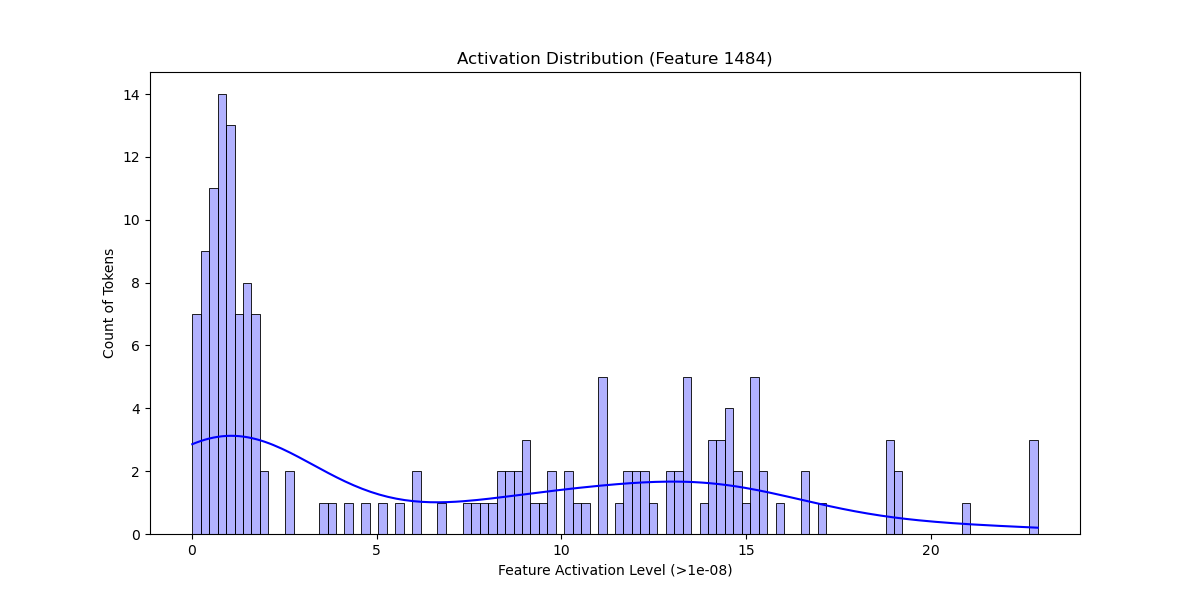 Activation Distribution (Feature 1484)
14
12
10
8
6
4
2
0
Count of Tokens
0 5 10 15 20
Feature Activation Level (>1e-08)